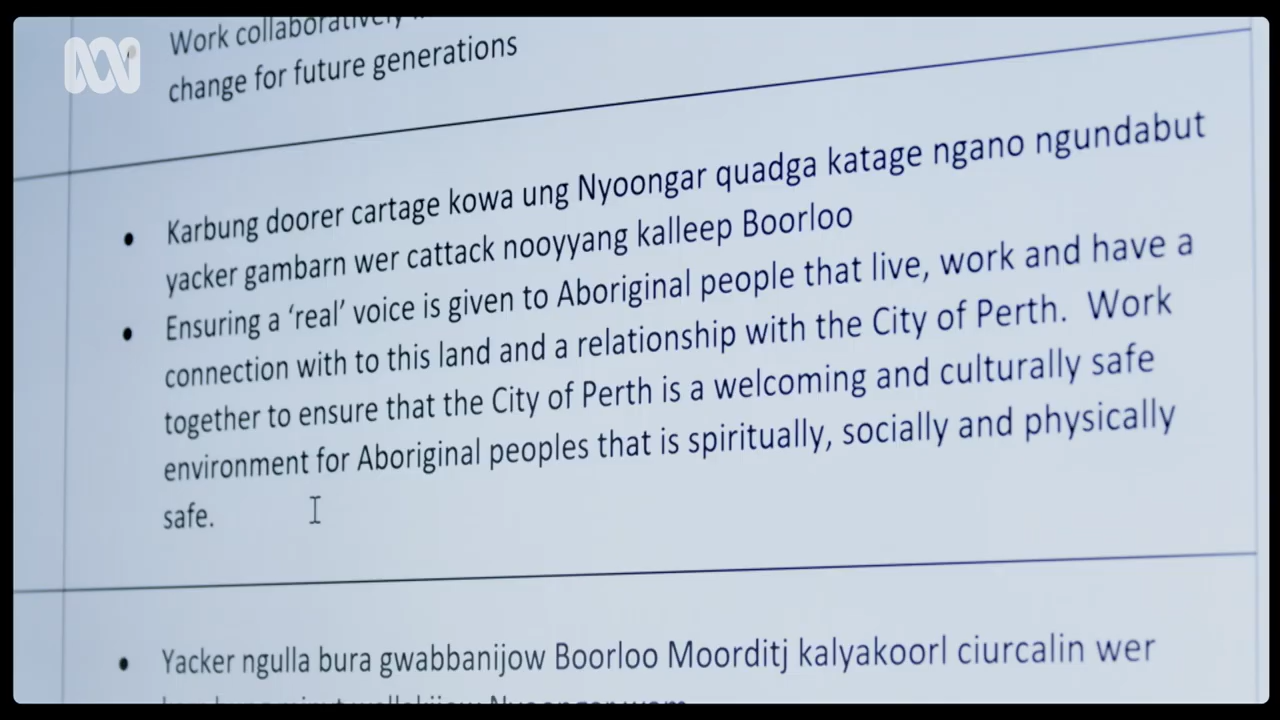 Work collaboratively
change for future generations
Karbung doorer cartage kowa ung Nyoongar quadga katage ngano ngundabut
yacker gambarn wer cattack nooyyang kalleep Boorloo
Ensuring a ‘real’ voice is given to Aboriginal people that live, work and have a
connection with to this land and a relationship with the City of Perth.  Work
together to ensure that the City of Perth is a welcoming and culturally safe
environment for Aboriginal peoples that is spiritually, socially and physically
safe.
Yacker ngulla bura gwabbanijow Boorloo Moorditj kalyakoorl ciurcalin wer